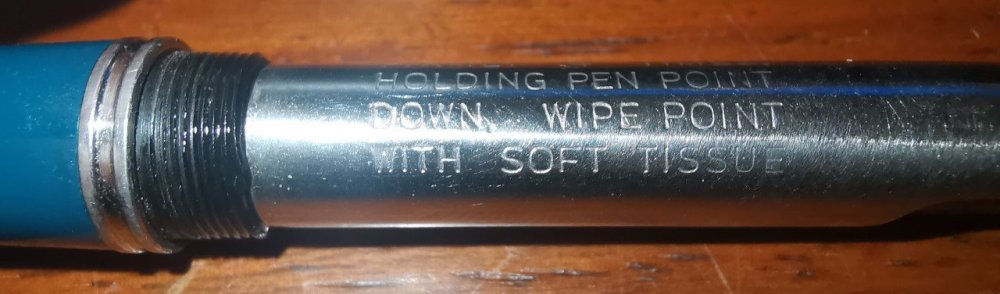 HOLDING PEN POINT
DOWN, WIPE POINT
WITH SOFT TISSUE